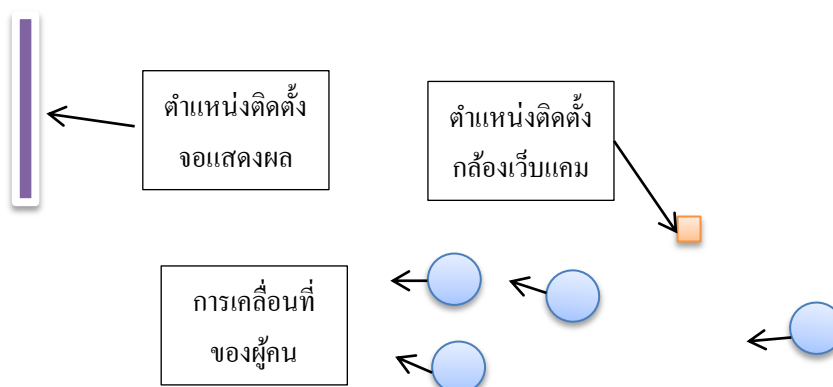 ตำแหน่งติดตั้ง
จอแสดงผล
ตำแหน่งติดตั้ง
กล้องเว็บแคม
การเคลื่อนที่
ของผู้คน